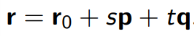 r = r₀ + sp + tq